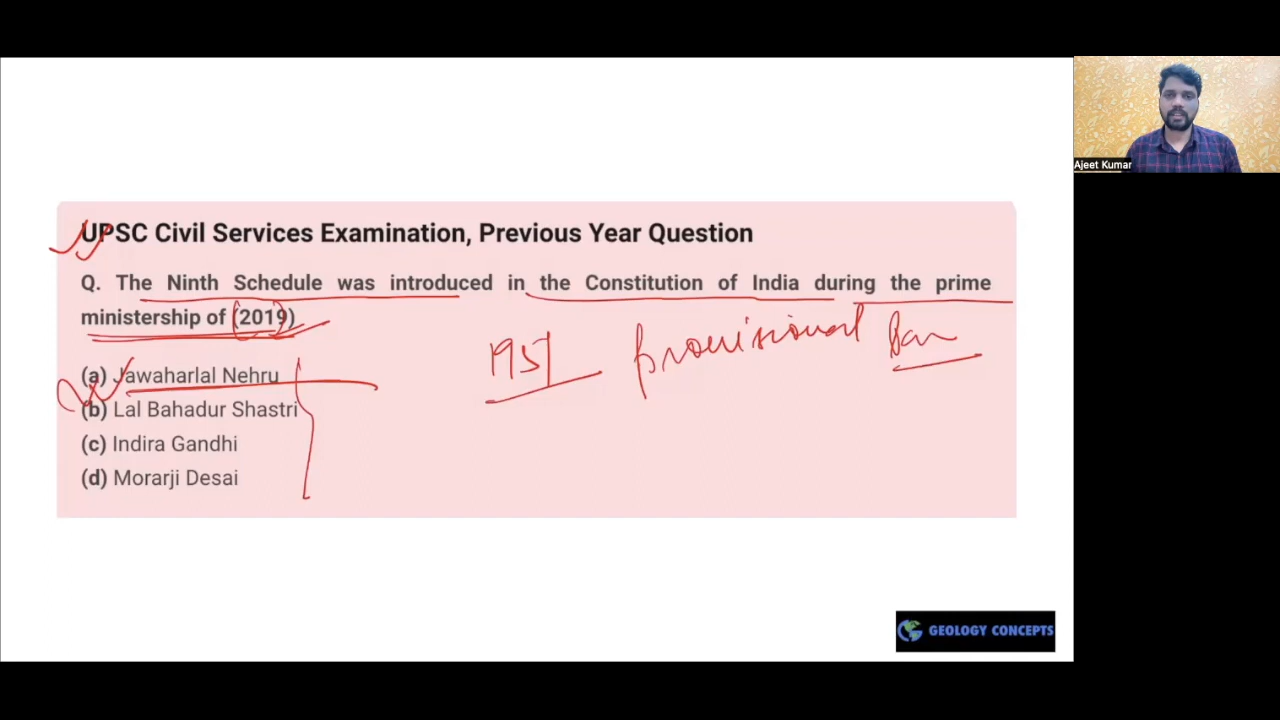 UPSC Civil Services Examination, Previous Year Question
Q. The Ninth Schedule was introduced in the Constitution of India during the prime
ministership of (2019)
1951 provisional
(a) Jawaharlal Nehru
(b) Lal Bahadur Shastri
(c) Indira Gandhi
(d) Morarji Desai
GEOLOGY CONCEPTS
Ajeet Kumar